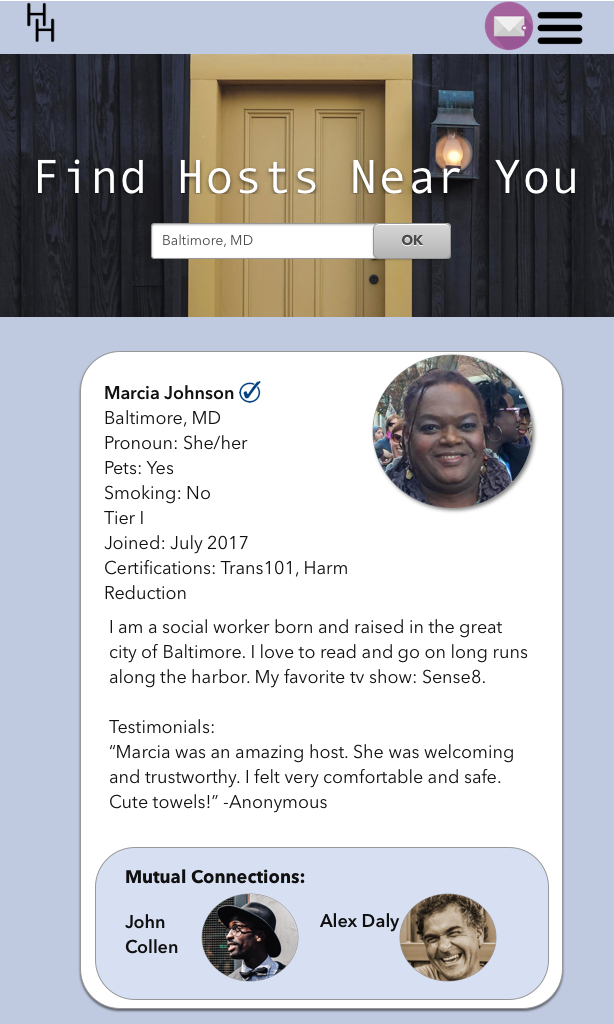 HH
Find Hosts Near You
Baltimore, MD
OK
Marcia Johnson
Baltimore, MD
Pronoun: She/her
Pets: Yes
Smoking: No
Tier I
Joined: July 2017
Certifications: Trans101, Harm
Reduction
I am a social worker born and raised in the great
city of Baltimore. I love to read and go on long runs
along the harbor. My favorite tv show: Sense8.
Testimonials:
“Marcia was an amazing host. She was welcoming
and trustworthy. I felt very comfortable and safe.
Cute towels!” -Anonymous
Mutual Connections:
John
Collen
Alex Daly